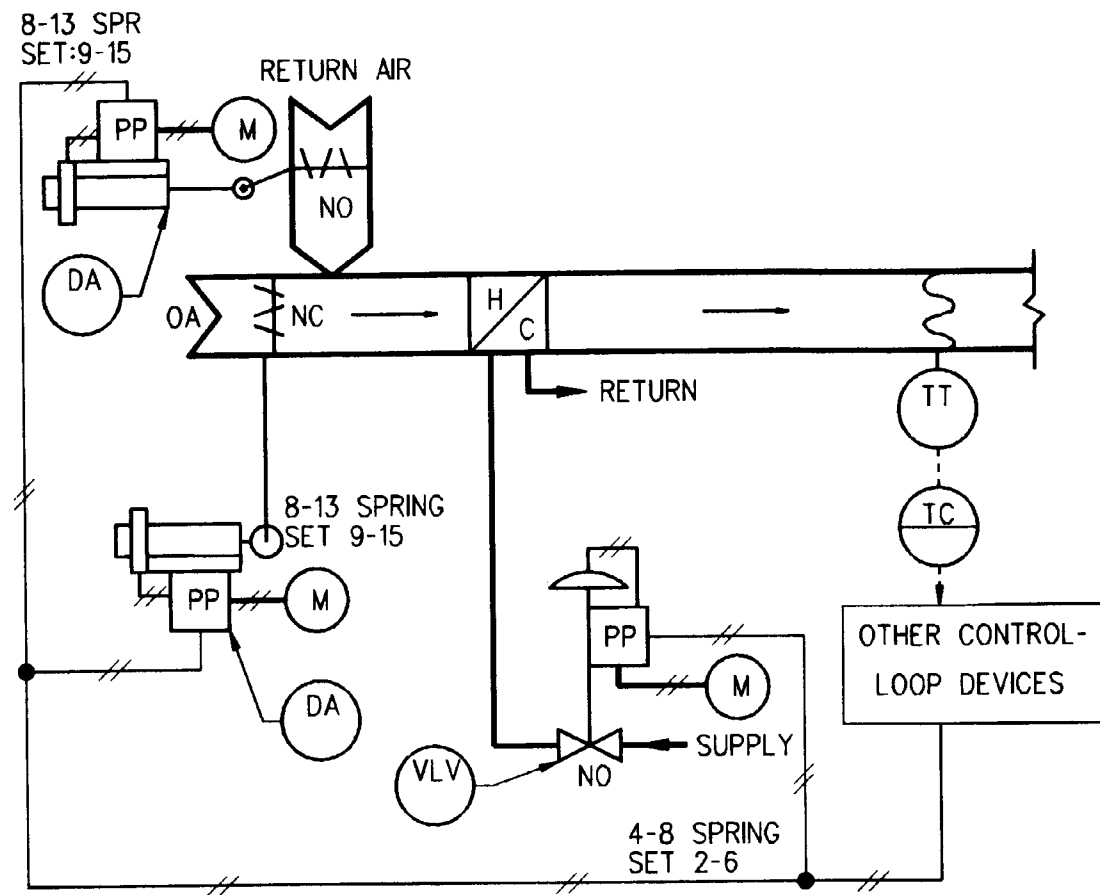 8-13 SPR
SET:9-15
RETURN AIR
PP
M
NO
DA
OA
NC
H
C
RETURN
TT
8-13 SPRING
SET 9-15
TC
PP
M
PP
OTHER CONTROL-
LOOP DEVICES
M
DA
SUPPLY
VLV
NO
4-8 SPRING
SET 2-6